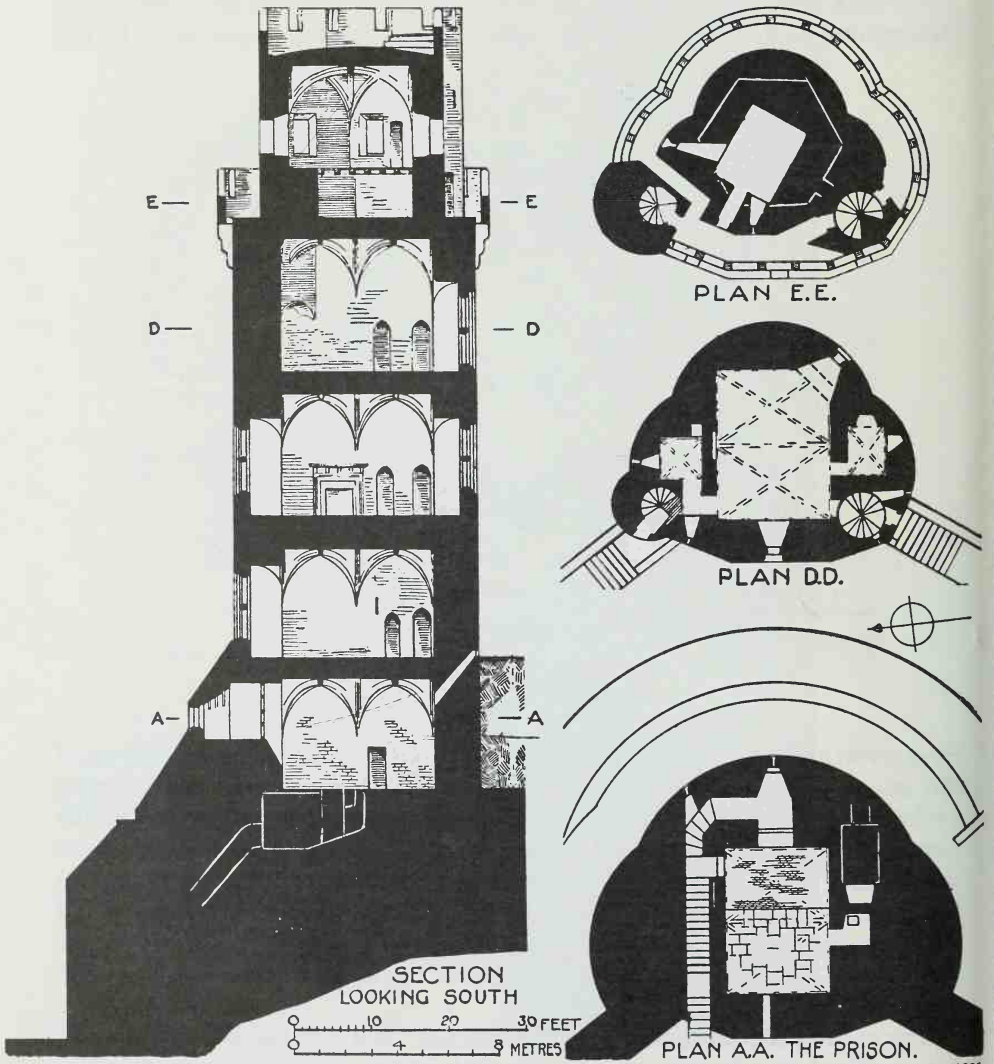 E
E
PLAN E.E.
D
D
PLAN D.D.
A
A
SECTION
LOOKING SOUTH
0 10 20 30 FEET
0 4 8 METRES
PLAN A.A. THE PRISON.